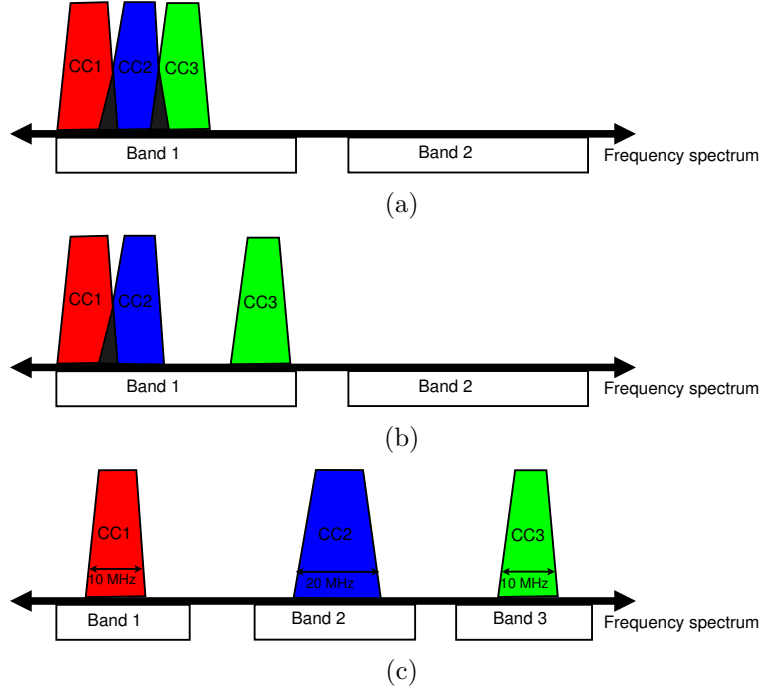 CC1 CC2 CC3
Band 1 Band 2 Frequency spectrum
(a)
CC1 CC2 CC3
Band 1 Band 2 Frequency spectrum
(b)
CC1 CC2 CC3
10 MHz 20 MHz 10 MHz
Band 1 Band 2 Band 3 Frequency spectrum
(c)